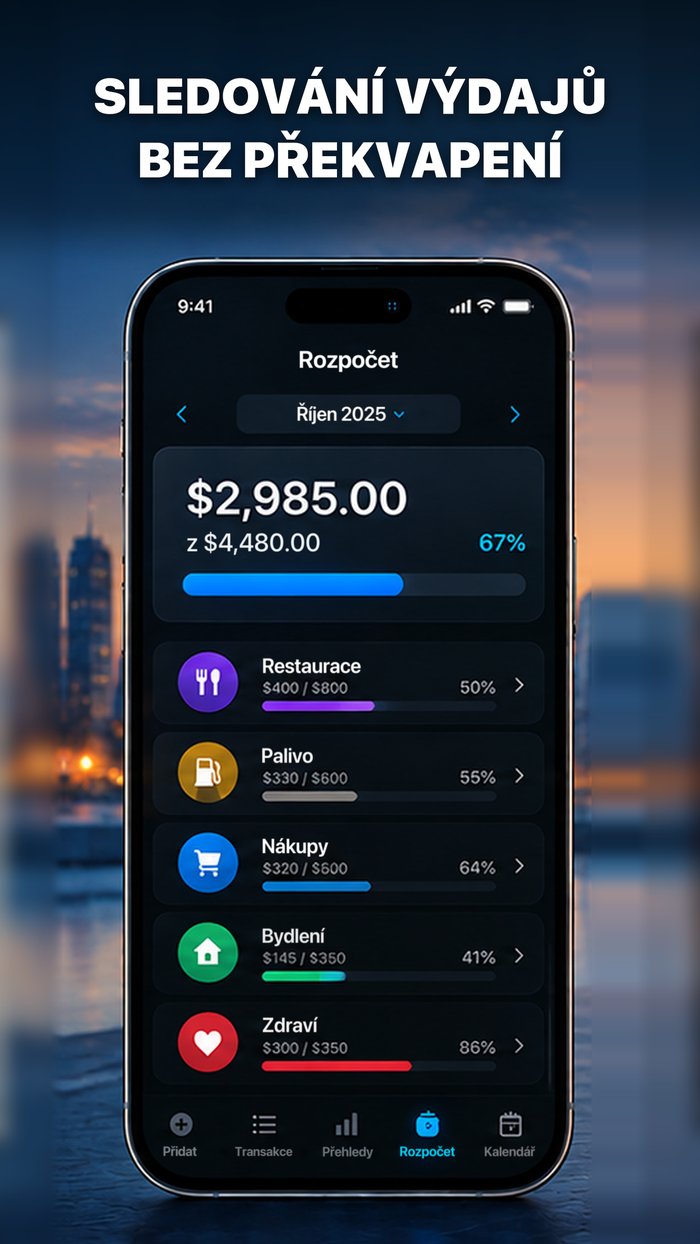 SLEDOVÁNÍ VÝDAJŮ
BEZ PŘEKVAPENÍ
9:41
Rozpočet
Říjen 2025
$2,985.00
z $4,480.00
67%
Restaurace
$400 / $800
50%
Palivo
$330 / $600
55%
Nákupy
$320 / $600
64%
Bydlení
$145 / $350
41%
Zdraví
$300 / $350
86%
Přidat
Transakce
Přehledy
Rozpočet
Kalendář